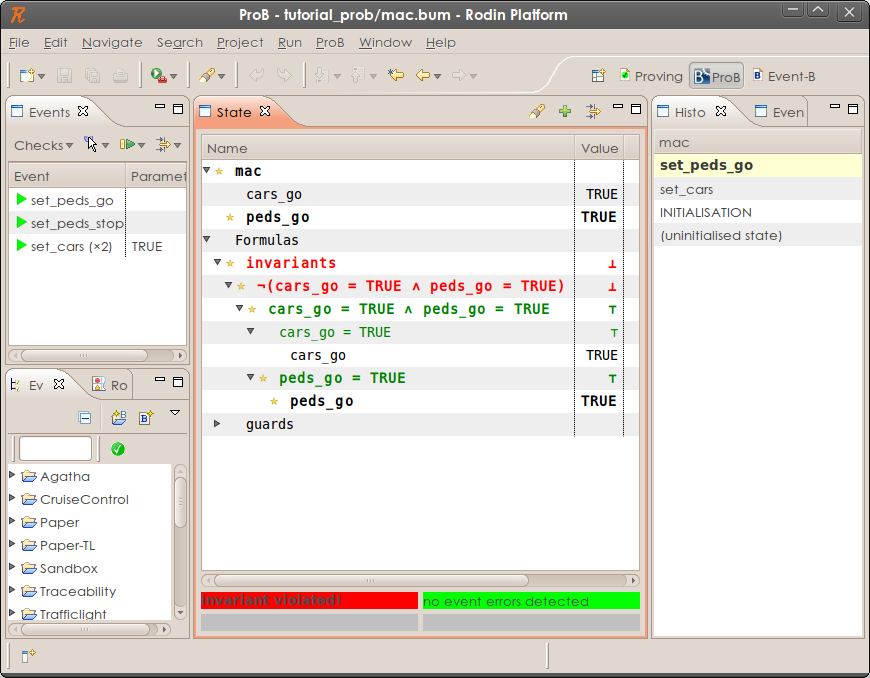 ProB - tutorial_prob/mac.bum - Rodin Platform
File Edit Navigate Search Project Run ProB Window Help
Proving ProB Event-B
Events
Checks
Event Paramet
set_peds_go
set_peds_stop
set_cars (×2) TRUE
Ev Ro
Agatha
CruiseControl
Paper
Paper-TL
Sandbox
Traceability
Trafficlight
State
Name Value
mac
cars_go TRUE
peds_go TRUE
Formulas
invariants ⊥
¬(cars_go = TRUE ∧ peds_go = TRUE) ⊥
cars_go = TRUE ∧ peds_go = TRUE ⊤
cars_go = TRUE ⊤
cars_go TRUE
peds_go = TRUE ⊤
peds_go TRUE
guards
invariant violated!
no event errors detected
Histo Even
mac
set_peds_go
set_cars
INITIALISATION
(uninitialised state)